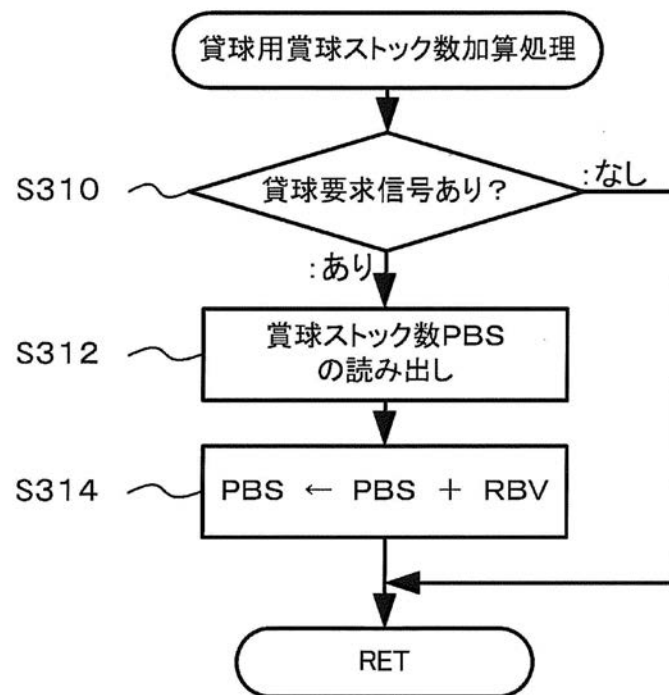 貸球用賞球ストック数加算処理
S310
貸球要求信号あり？
:なし
:あり
S312
賞球ストック数PBS
の読み出し
S314
PBS ← PBS + RBV
RET